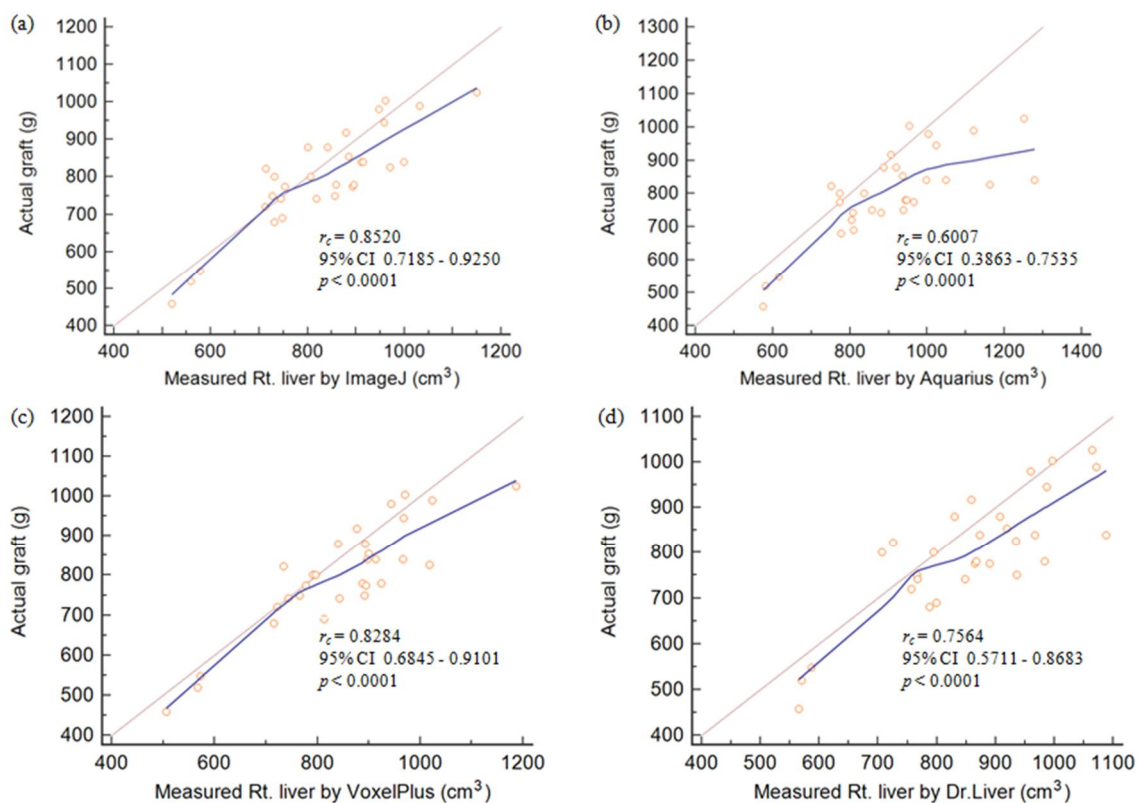 (a)
1200
1100
1000
900
800
700
600
500
400
Actual graft (g)
r_c = 0.8520
95% CI 0.7185 - 0.9250
p < 0.0001
400 600 800 1000 1200
Measured Rt. liver by ImageJ (cm³)
(b)
1300
1200
1100
1000
900
800
700
600
500
400
Actual graft (g)
r_c = 0.6007
95% CI 0.3863 - 0.7535
p < 0.0001
400 600 800 1000 1200 1400
Measured Rt. liver by Aquarius (cm³)
(c)
1200
1100
1000
900
800
700
600
500
400
Actual graft (g)
r_c = 0.8284
95% CI 0.6845 - 0.9101
p < 0.0001
400 600 800 1000 1200
Measured Rt. liver by VoxelPlus (cm³)
(d)
1100
1000
900
800
700
600
500
400
Actual graft (g)
r_c = 0.7564
95% CI 0.5711 - 0.8683
p < 0.0001
400 500 600 700 800 900 1000 1100
Measured Rt. liver by Dr.Liver (cm³)